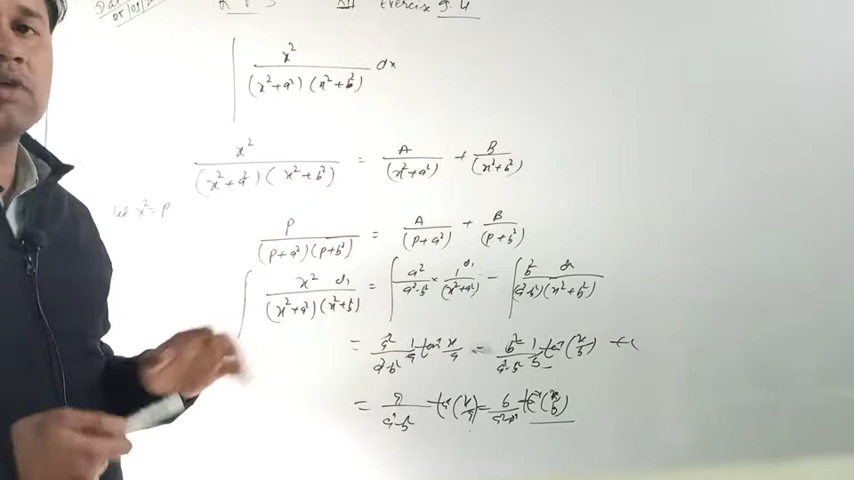 Exercise 9.4
∫ x² / (x²+a²)(x²+b²) dx
x² / (x²+a²)(x²+b²) = A / (x²+a²) + B / (x²+b²)
let x²=p
p / (p+a²)(p+b²) = A / (p+a²) + B / (p+b²)
∫ x² dx / (x²+a²)(x²+b²) = ∫ a² / a²-b² × 1 dx / (x²+a²) - ∫ b² dx / (a²-b²)(x²+b²)
= a² / a²-b² 1/a tan⁻¹ x/a = b² / a²-b² 1/b tan⁻¹ (x/b) + c
= a / a²-b² tan⁻¹ (x/a) = b / a²-b² tan⁻¹ (x/b)